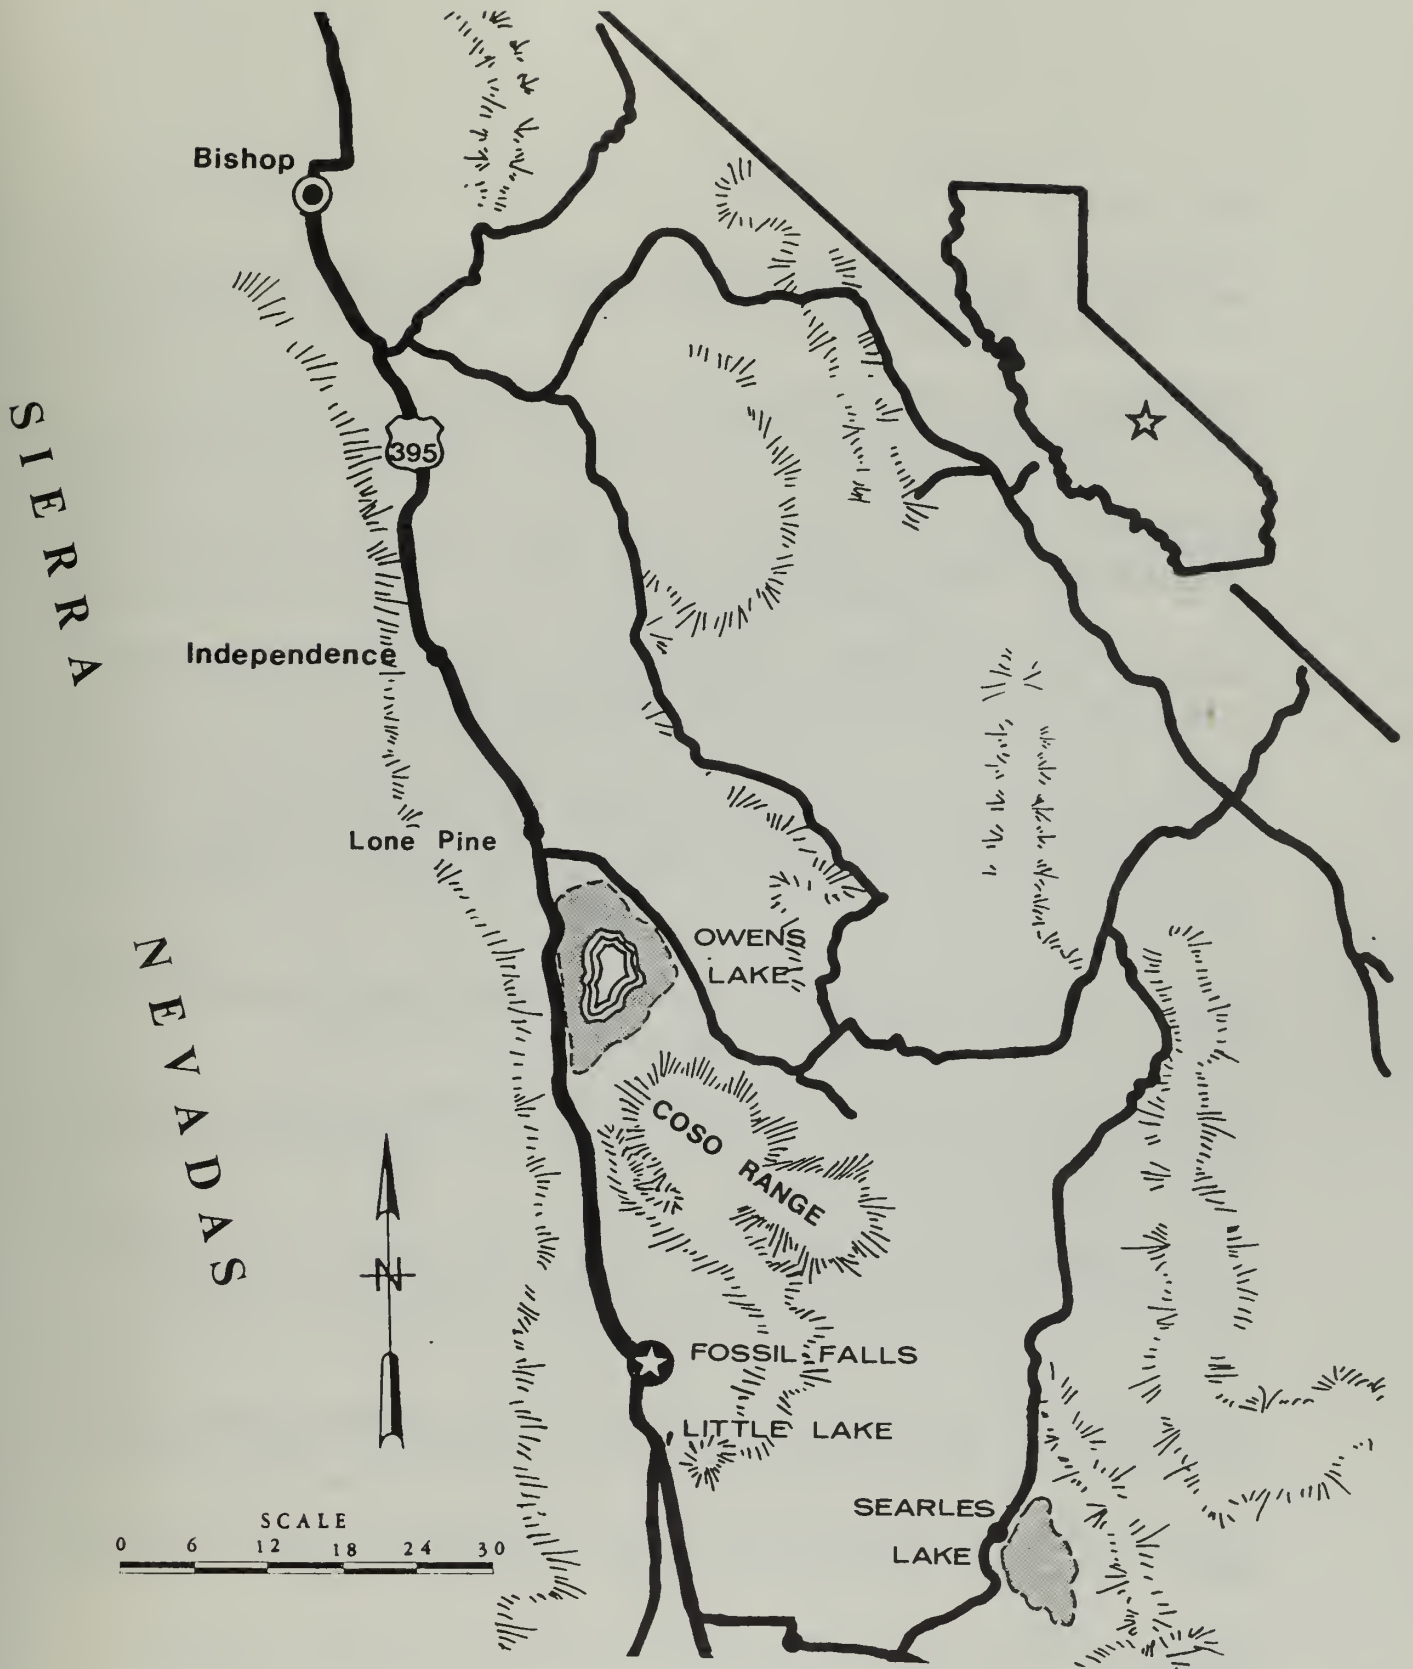 Bishop
395
SIERRA
Independence
Lone Pine
OWENS
LAKE
NEVADAS
COSO RANGE
N
FOSSIL FALLS
LITTLE LAKE
SEARLES
LAKE
SCALE
0 6 12 18 24 30